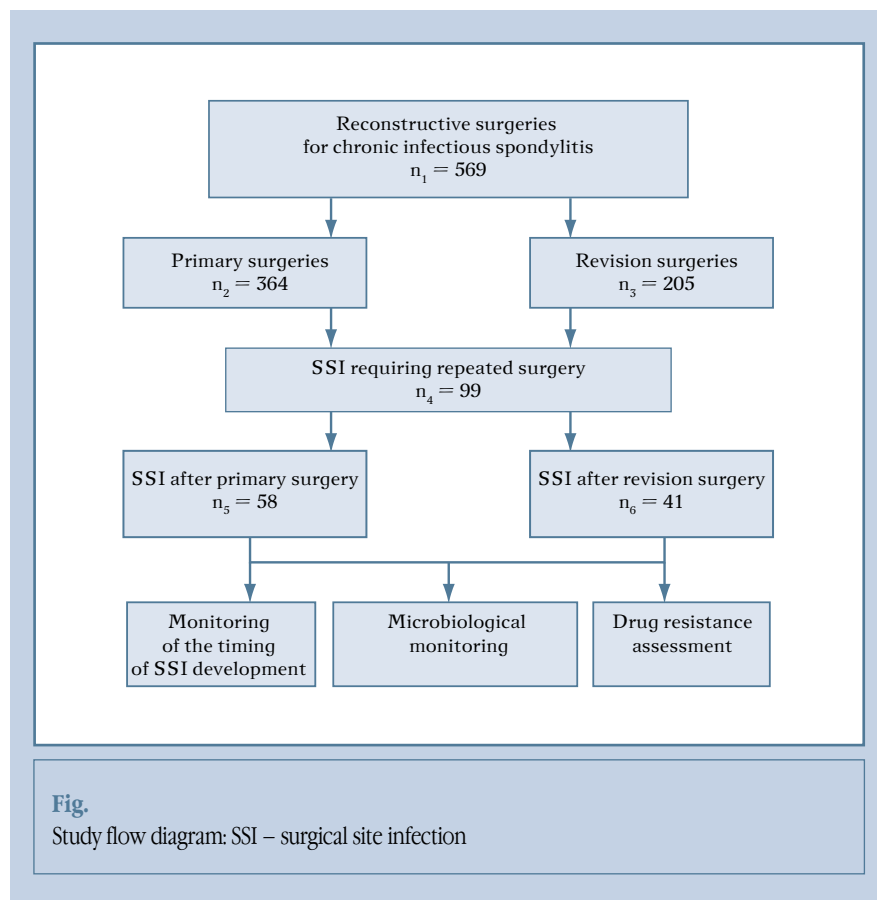 Reconstructive surgeries
for chronic infectious spondylitis
n1 = 569
Primary surgeries
n2 = 364
Revision surgeries
n3 = 205
SSI requiring repeated surgery
n4 = 99
SSI after primary surgery
n5 = 58
SSI after revision surgery
n6 = 41
Monitoring
of the timing
of SSI development
Microbiological
monitoring
Drug resistance
assessment
Fig.
Study flow diagram: SSI – surgical site infection